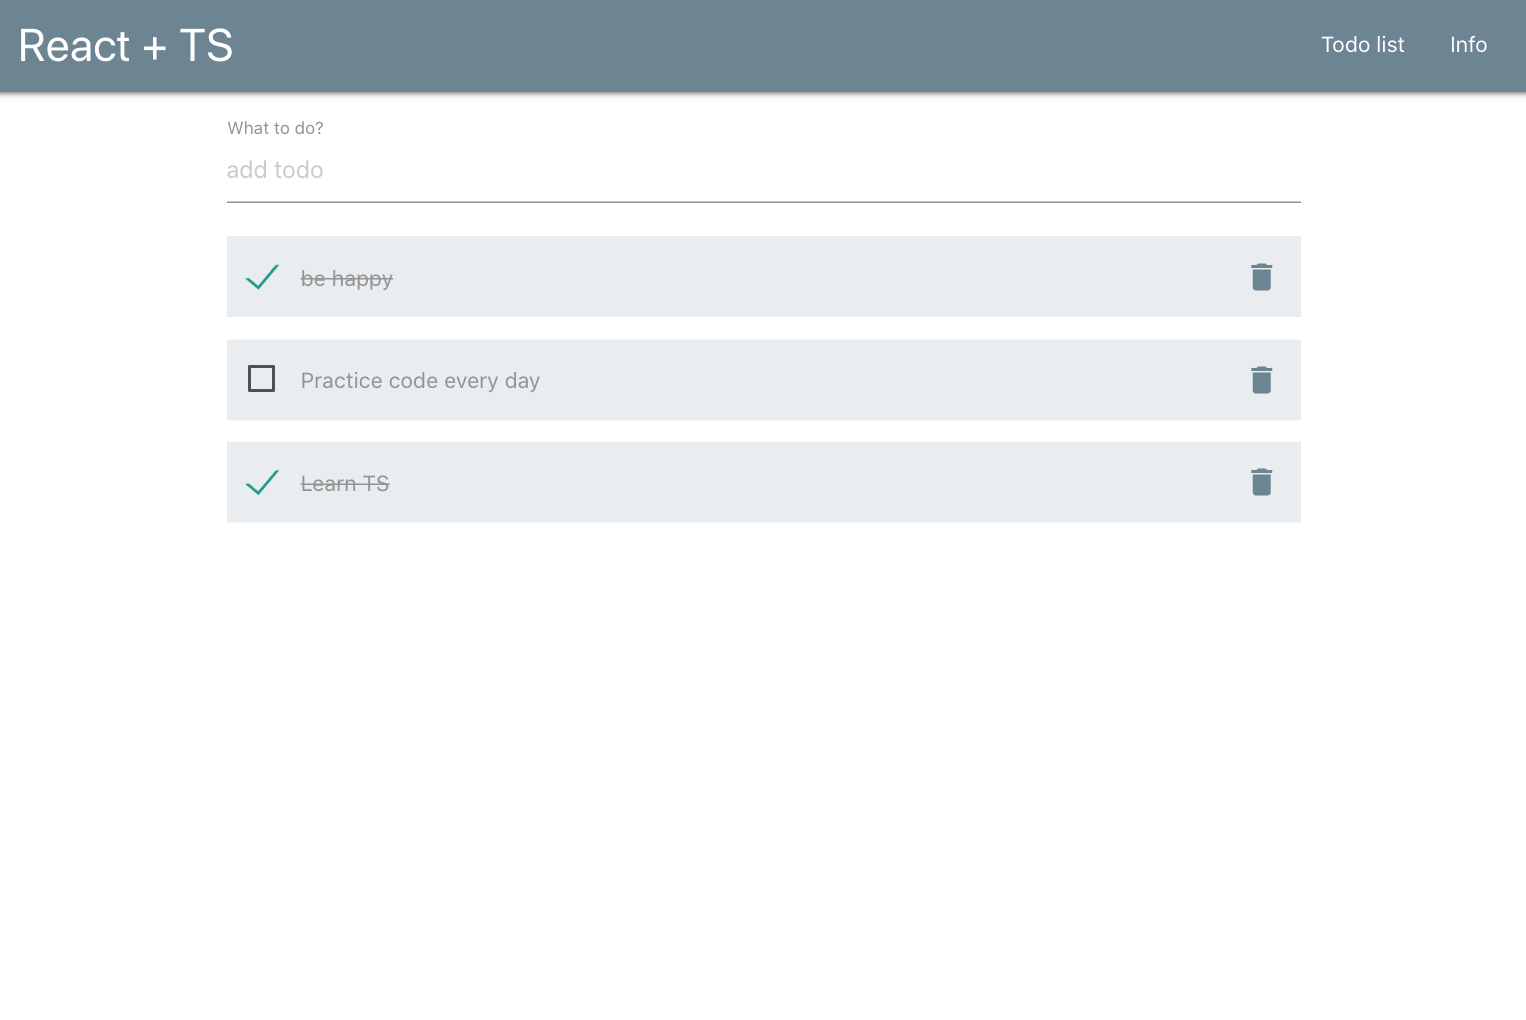 React + TS
Todo list
Info
What to do?
add todo
be happy
Practice code every day
Learn TS